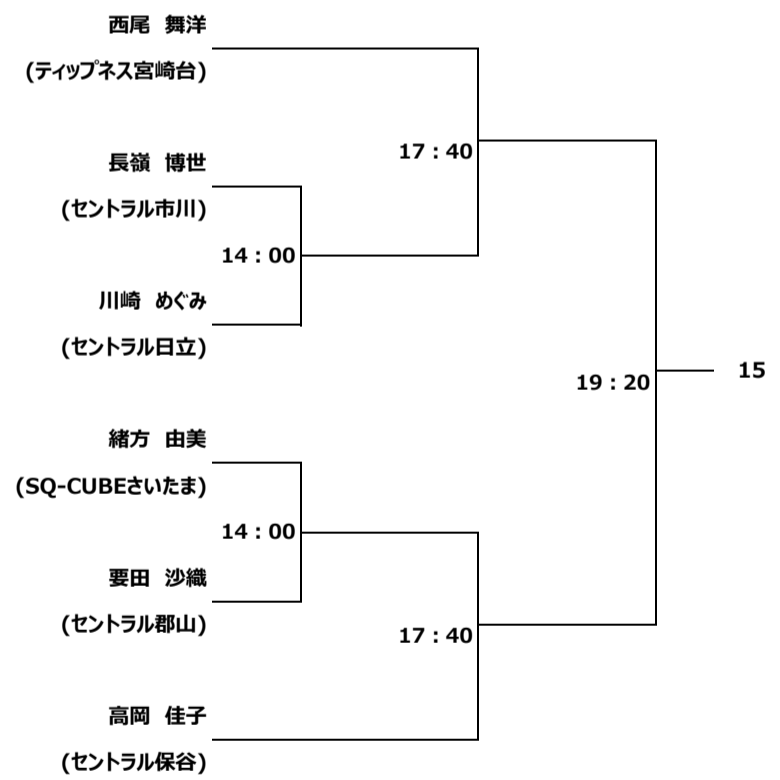 西尾　舞洋
(ティップネス宮崎台)
17：40
長嶺　博世
(セントラル市川)
14：00
川崎　めぐみ
(セントラル日立)
19：20
15
緒方　由美
(SQ-CUBEさいたま)
14：00
要田　沙織
(セントラル郡山)
17：40
高岡　佳子
(セントラル保谷)